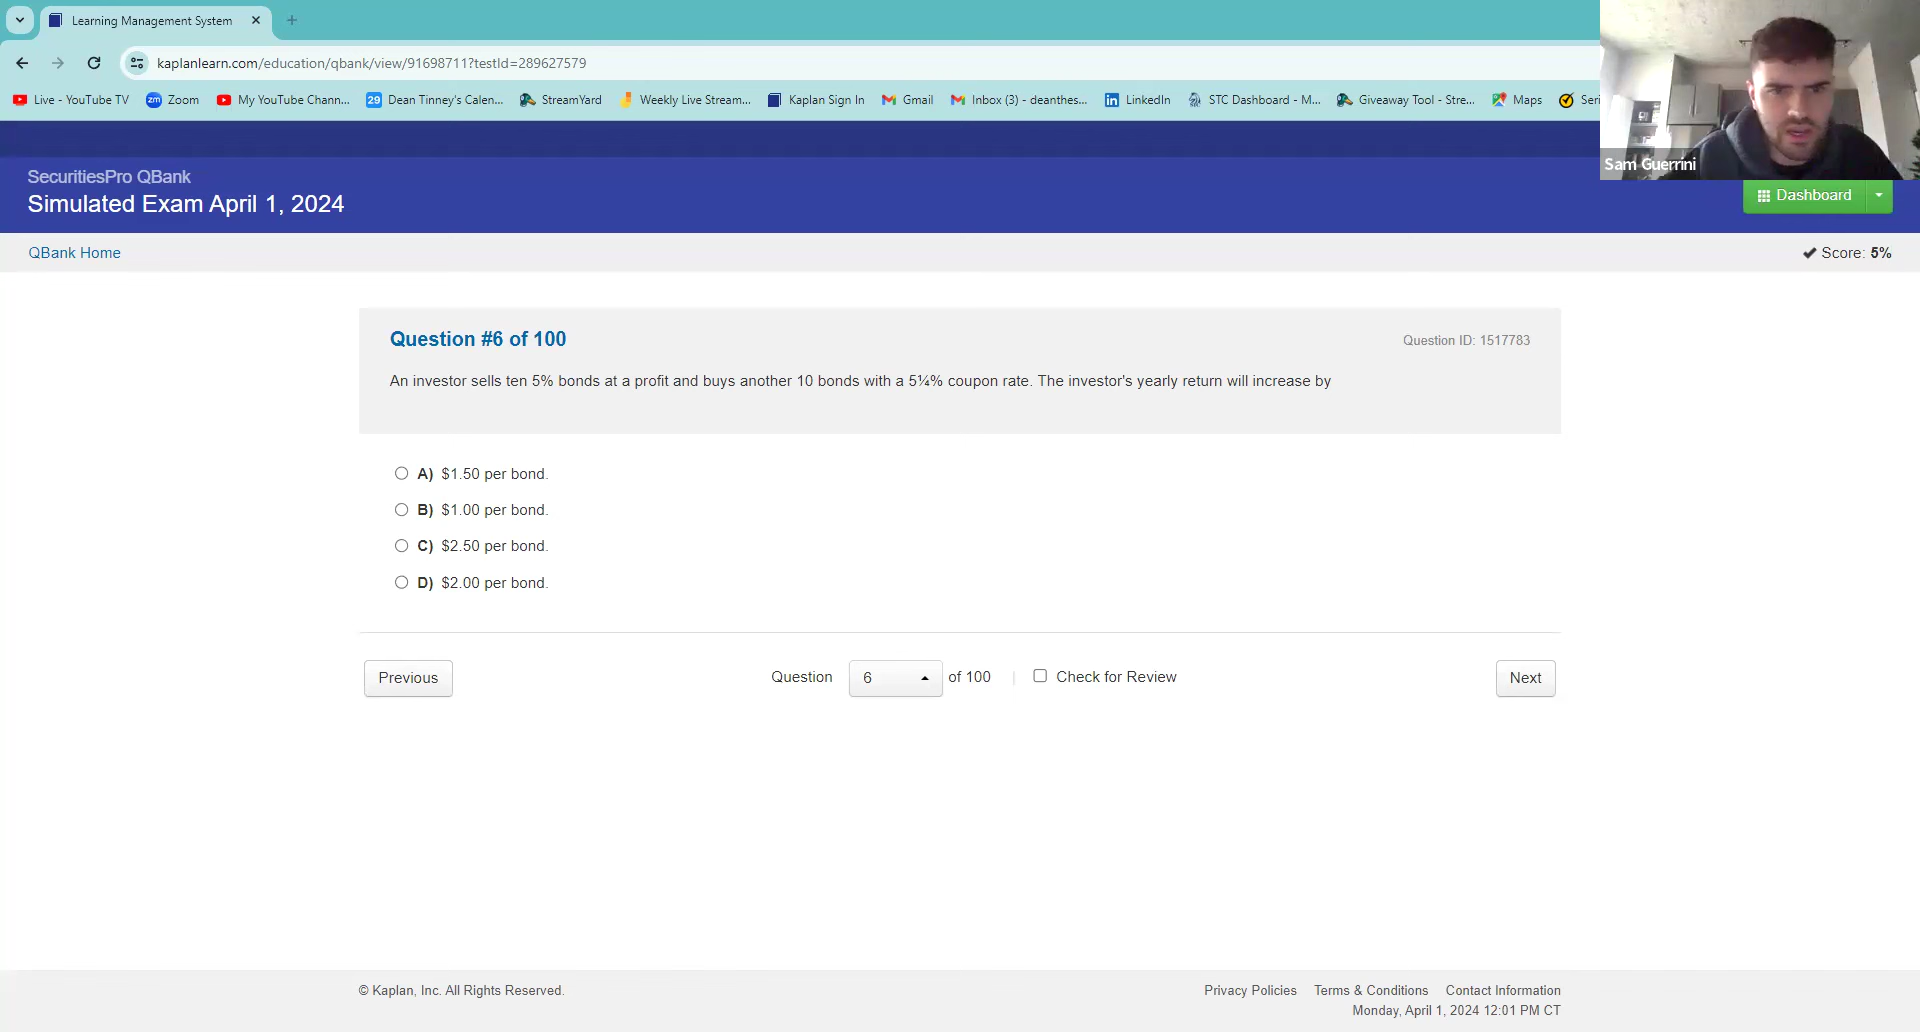 Learning Management System
kaplanlearn.com/education/qbank/view/91698711?testId=289627579
Live - YouTube TV Zoom My YouTube Chann... 29 Dean Tinney's Calen... StreamYard Weekly Live Stream... Kaplan Sign In Gmail Inbox (3) - deanthes... LinkedIn STC Dashboard - M... Giveaway Tool - Stre... Maps Seri
Sam Guerrini
SecuritiesPro QBank
Simulated Exam April 1, 2024
Dashboard
QBank Home
Score: 5%
Question #6 of 100
Question ID: 1517783
An investor sells ten 5% bonds at a profit and buys another 10 bonds with a 5¼% coupon rate. The investor's yearly return will increase by
A) $1.50 per bond.
B) $1.00 per bond.
C) $2.50 per bond.
D) $2.00 per bond.
Previous
Question 6 of 100 | Check for Review
Next
© Kaplan, Inc. All Rights Reserved.
Privacy Policies Terms & Conditions Contact Information
Monday, April 1, 2024 12:01 PM CT